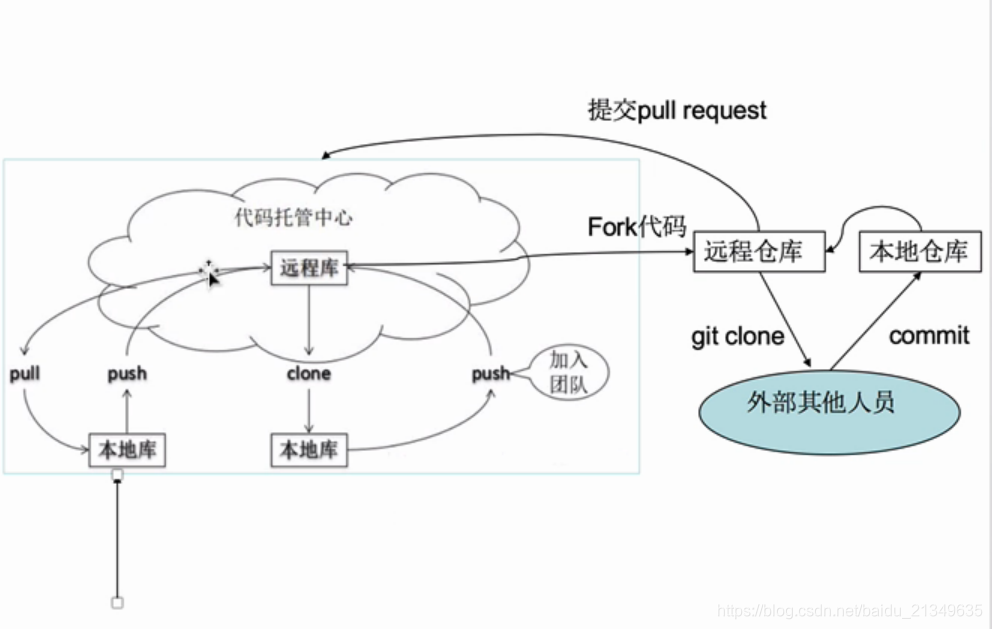 提交pull request
代码托管中心
Fork代码
远程库
远程仓库
本地仓库
git clone
commit
pull
push
clone
push
加入
团队
外部其他人员
本地库
本地库
https://blog.csdn.net/baidu_21349635